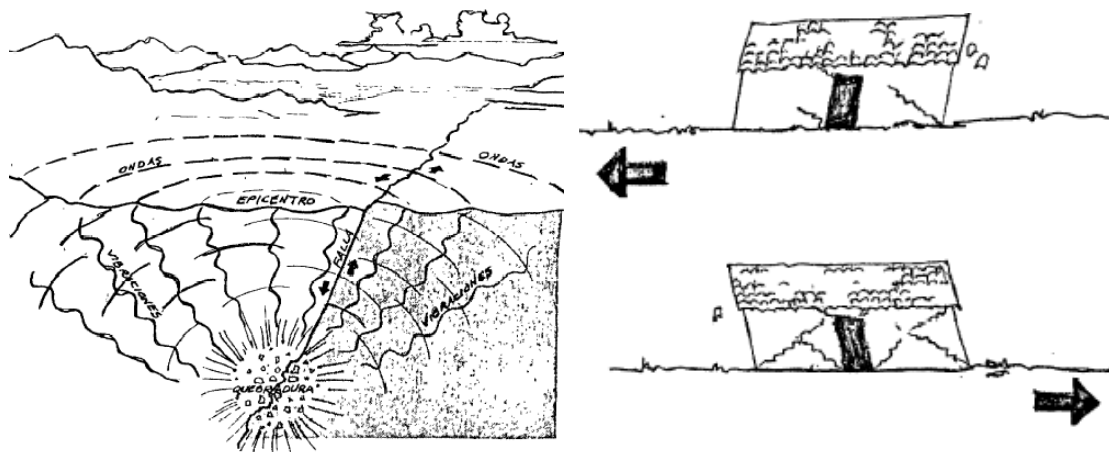 ONDAS
ONDAS
EPICENTRO
VIBRACIONES
FALLA
VIBRACIONES
QUEBRADURA